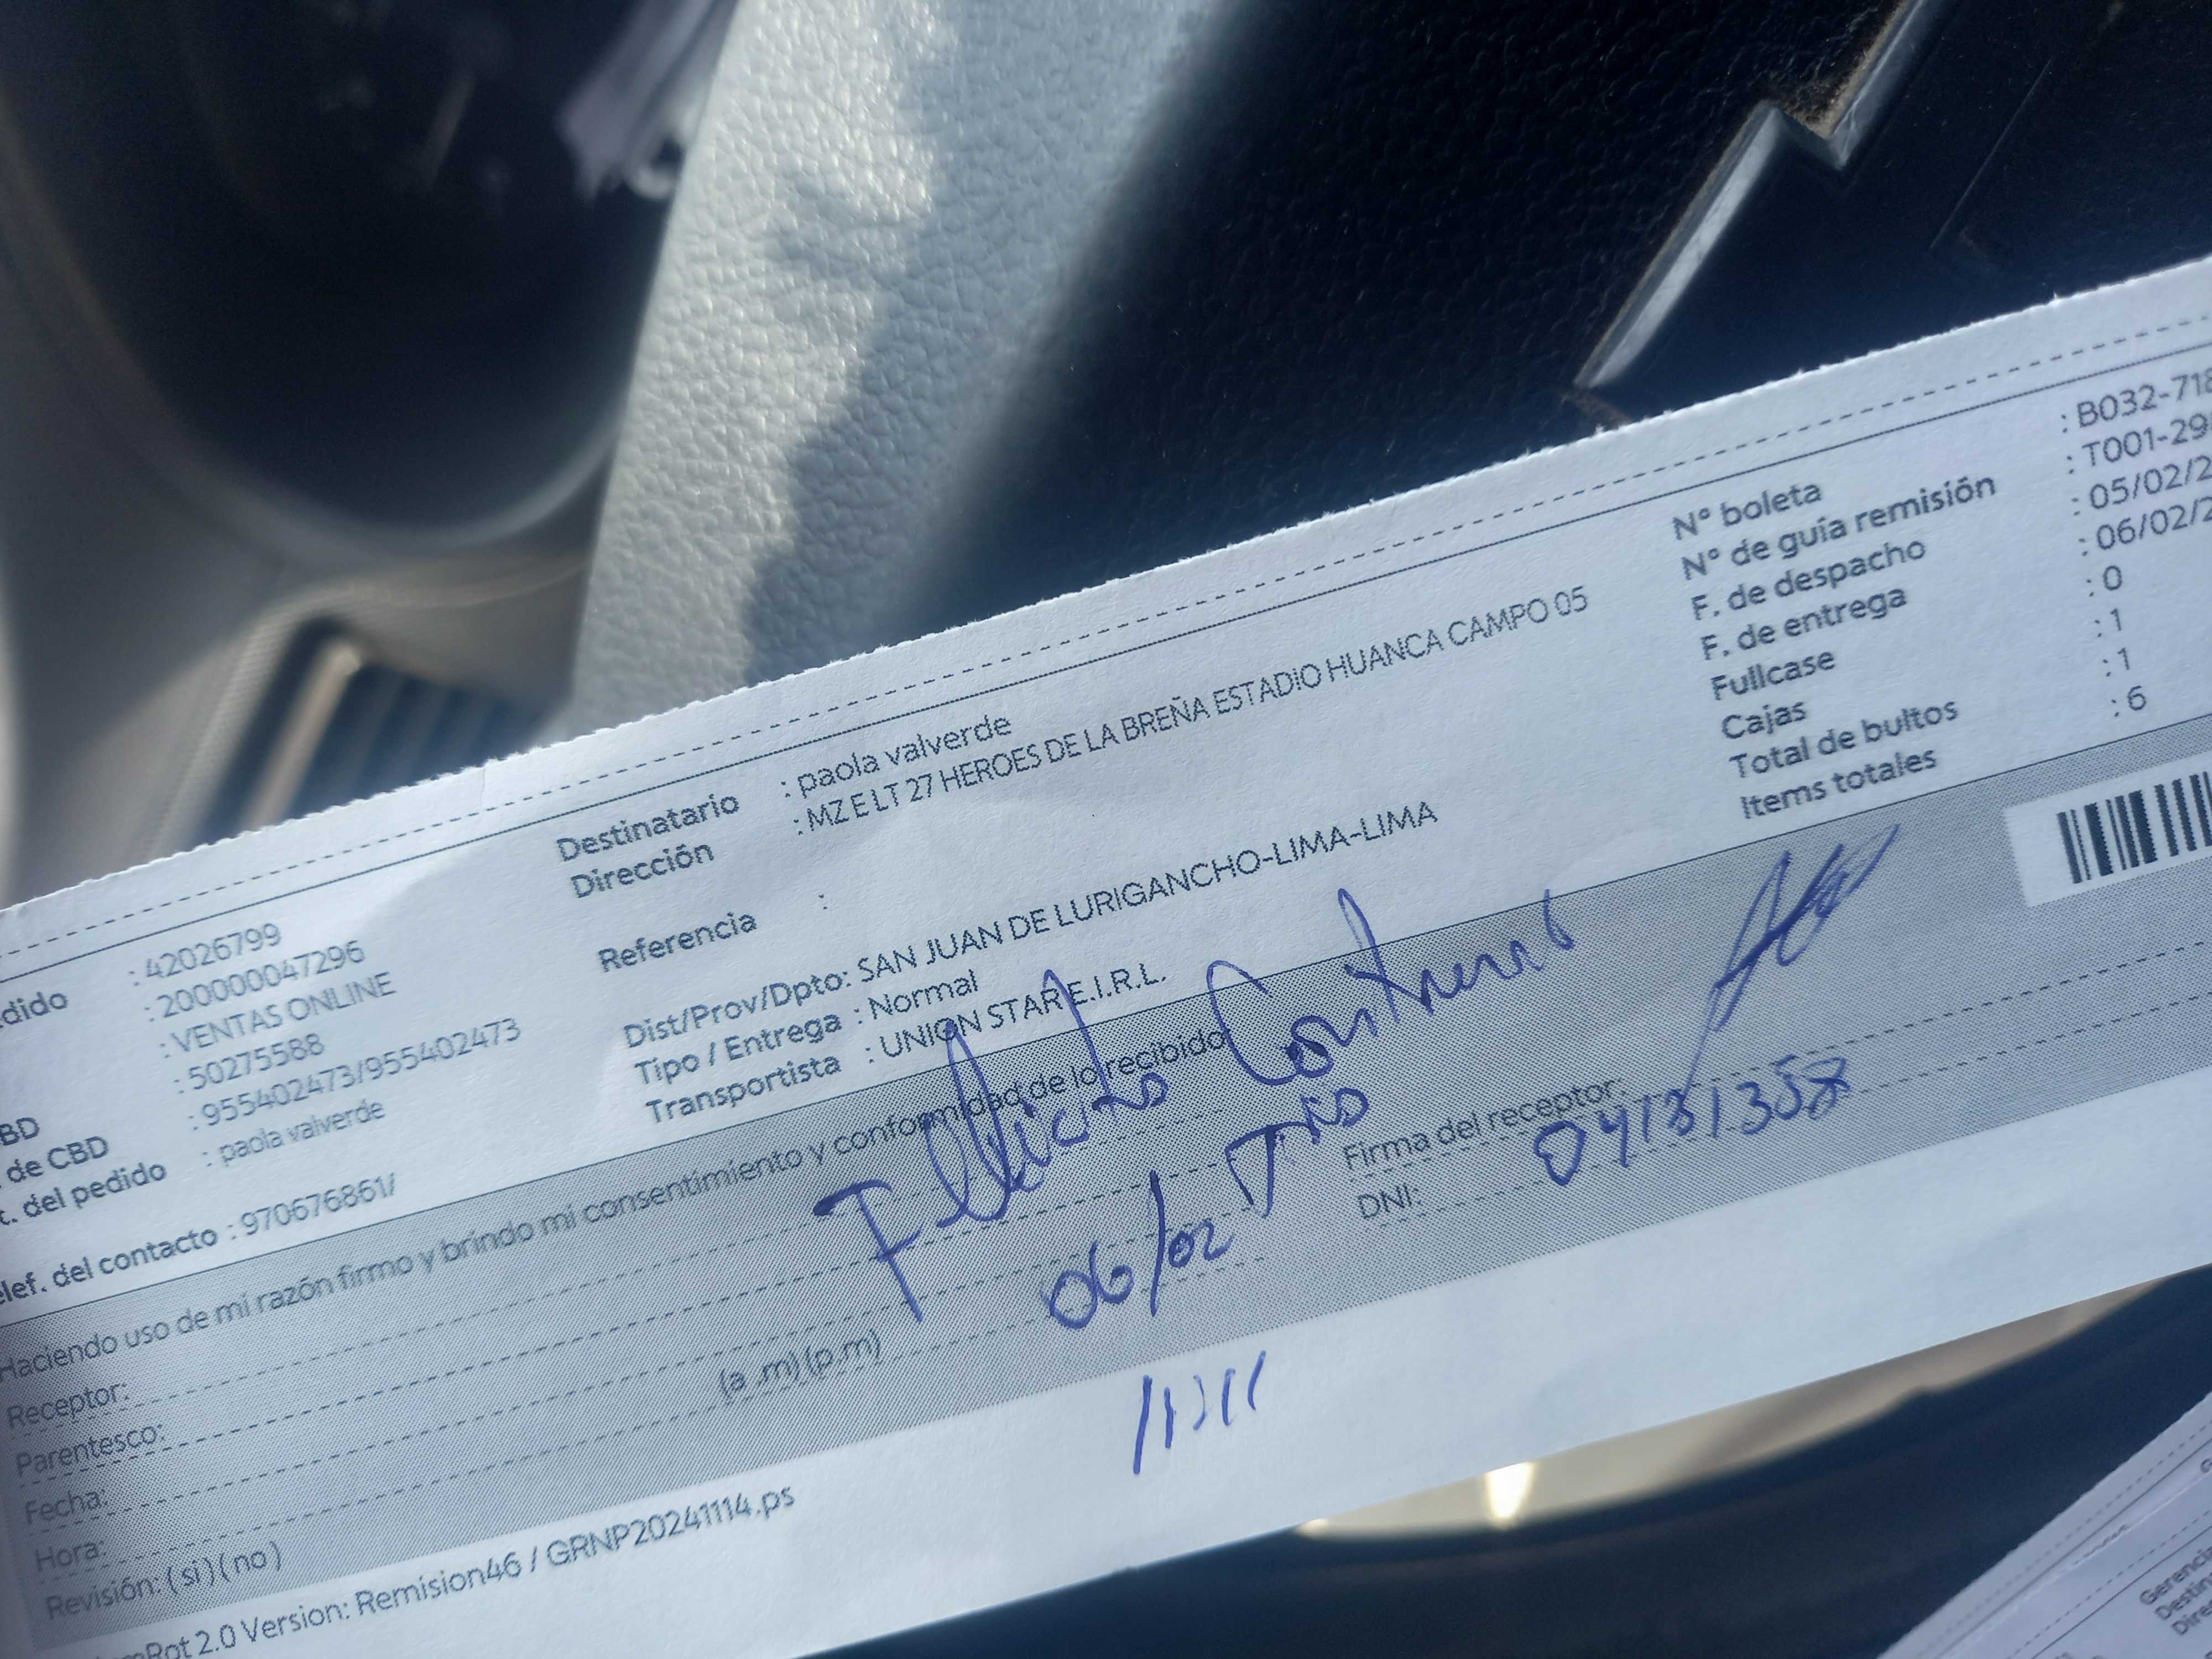 dido : 42026799
: 200000047296
: VENTAS ONLINE
BD : 50275588
de CBD : 955402473/955402473
t. del pedido : paola valverde
elef. del contacto : 970676861/
Destinatario : paola valverde
Dirección : MZ E LT 27 HEROES DE LA BREÑA ESTADIO HUANCA CAMPO 05
Referencia :
Dist/Prov/Dpto: SAN JUAN DE LURIGANCHO-LIMA-LIMA
Tipo / Entrega : Normal
Transportista : UNION STAR E.I.R.L.
N° boleta : B032-718
N° de guía remisión : T001-29
F. de despacho : 05/02/2
F. de entrega : 06/02/2
Fullcase : 0
Cajas : 1
Total de bultos : 1
Items totales : 6
Haciendo uso de mi razón firmo y brindo mi consentimiento y conformidad de lo recibido
Receptor:
Parentesco:
Fecha: 06/02
Hora: (a .m) (p.m)
Revisión: ( si ) ( no )
Firma del receptor:
DNI:
Rot 2.0 Version: Remision46 / GRNP20241114.ps